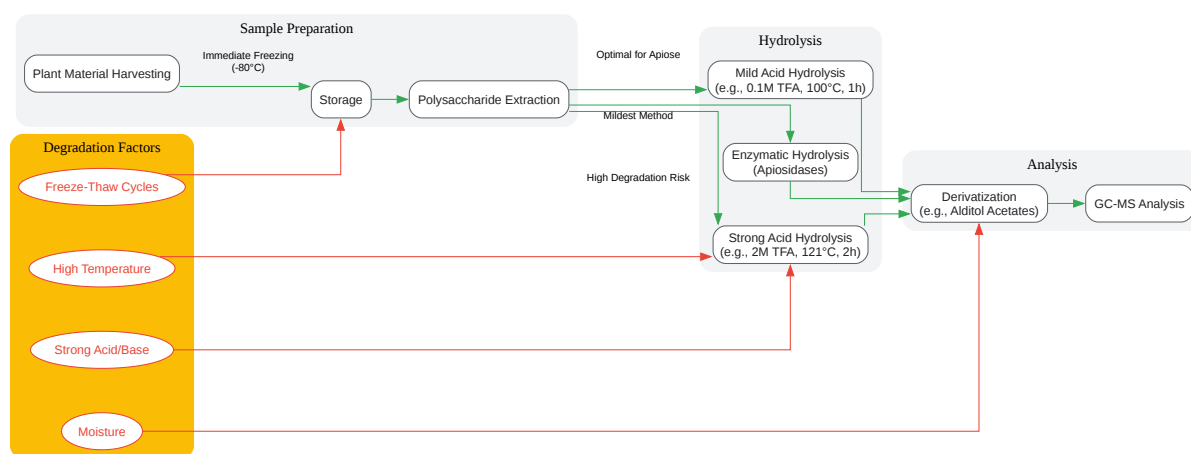 Sample Preparation
Plant Material Harvesting
Immediate Freezing
(-80°C)
Storage
Polysaccharide Extraction
Optimal for Apiose
Mildest Method
High Degradation Risk
Hydrolysis
Mild Acid Hydrolysis
(e.g., 0.1M TFA, 100°C, 1h)
Enzymatic Hydrolysis
(Apiosidases)
Strong Acid Hydrolysis
(e.g., 2M TFA, 121°C, 2h)
Analysis
Derivatization
(e.g., Alditol Acetates)
GC-MS Analysis
Degradation Factors
Freeze-Thaw Cycles
High Temperature
Strong Acid/Base
Moisture